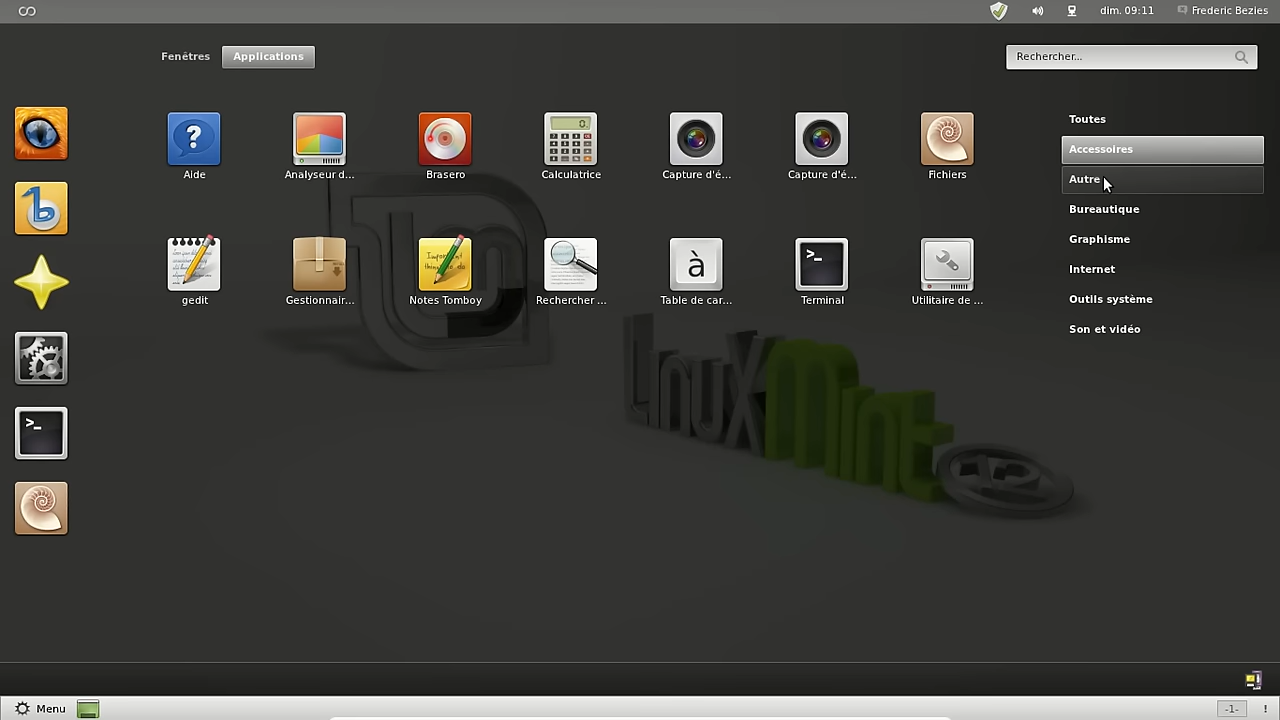 dim. 09:11 Frederic Bezies
Fenêtres Applications Rechercher...
Toutes
Accessoires
Autre
Bureautique
Graphisme
Internet
Outils système
Son et vidéo
Aide Analyseur d... Brasero Calculatrice Capture d'é... Capture d'é... Fichiers
gedit Gestionnair... Notes Tomboy Rechercher ... Table de car... Terminal Utilitaire de ...
LinuxMint 12
Menu -1- !